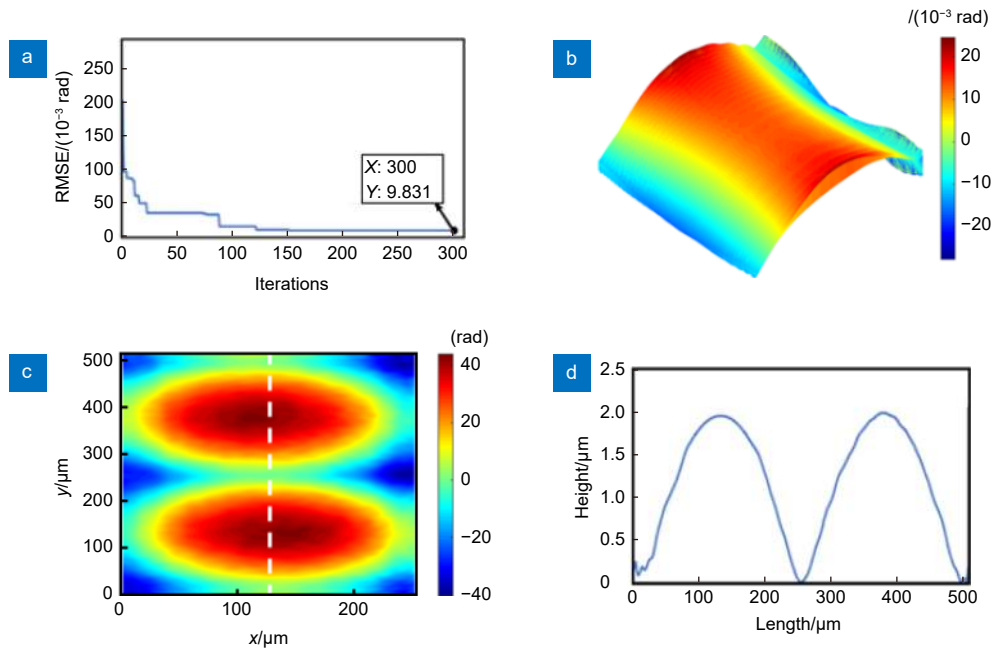 a
RMSE/(10⁻³ rad)
250
200
150
100
50
0
X: 300
Y: 9.831
0 50 100 150 200 250 300
Iterations
b
/(10⁻³ rad)
20
10
0
−10
−20
c
(rad)
y/µm
500
400
300
200
100
0
0 100 200
x/µm
40
20
0
−20
−40
d
Height/µm
2.5
2.0
1.5
1.0
0.5
0
0 100 200 300 400 500
Length/µm